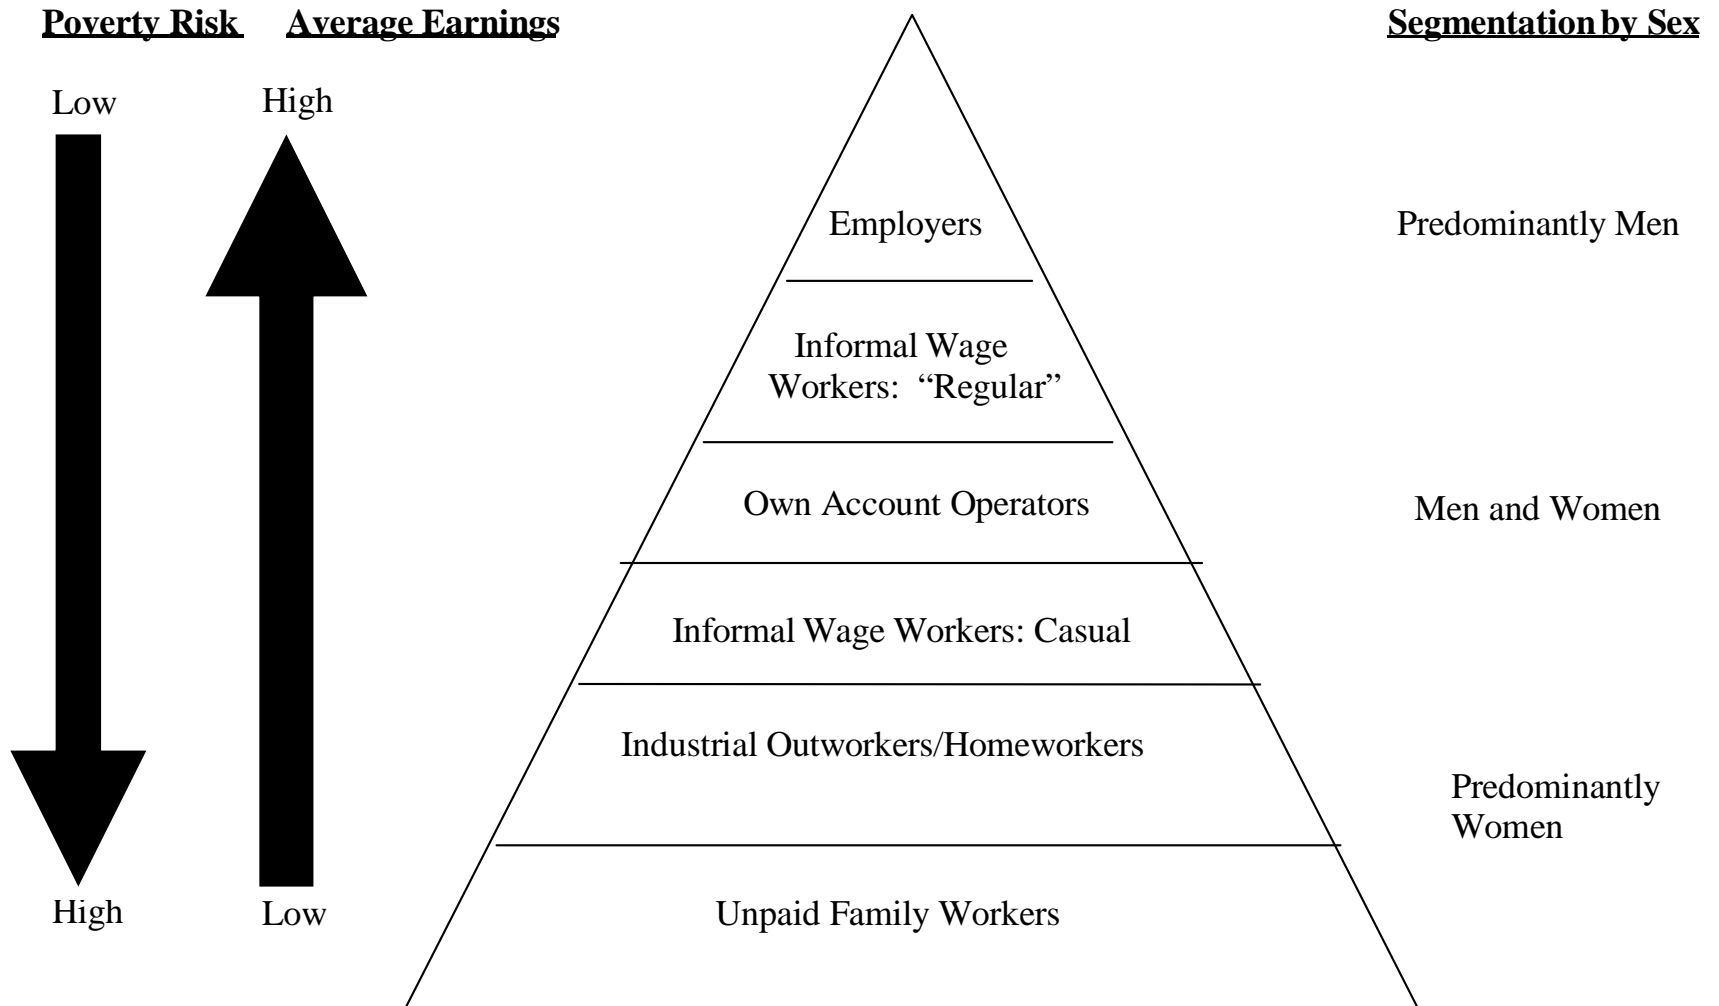 Poverty Risk Average Earnings Segmentation by Sex
Low High
Employers Predominantly Men
Informal Wage
Workers: “Regular”
Own Account Operators Men and Women
Informal Wage Workers: Casual
Industrial Outworkers/Homeworkers
Predominantly
Women
High Low Unpaid Family Workers